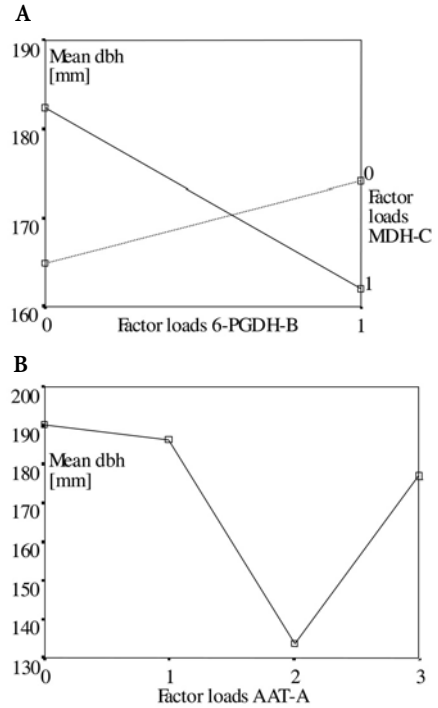 A
190
Mean dbh
[mm]
180
0
Factor
loads
MDH-C
170
1
160
0 Factor loads 6-PGDH-B 1
B
200
190
Mean dbh
[mm]
180
170
160
150
140
130
0 1 2 3
Factor loads AAT-A